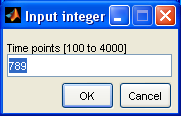 Input integer
Time points [100 to 4000]
789
OK Cancel